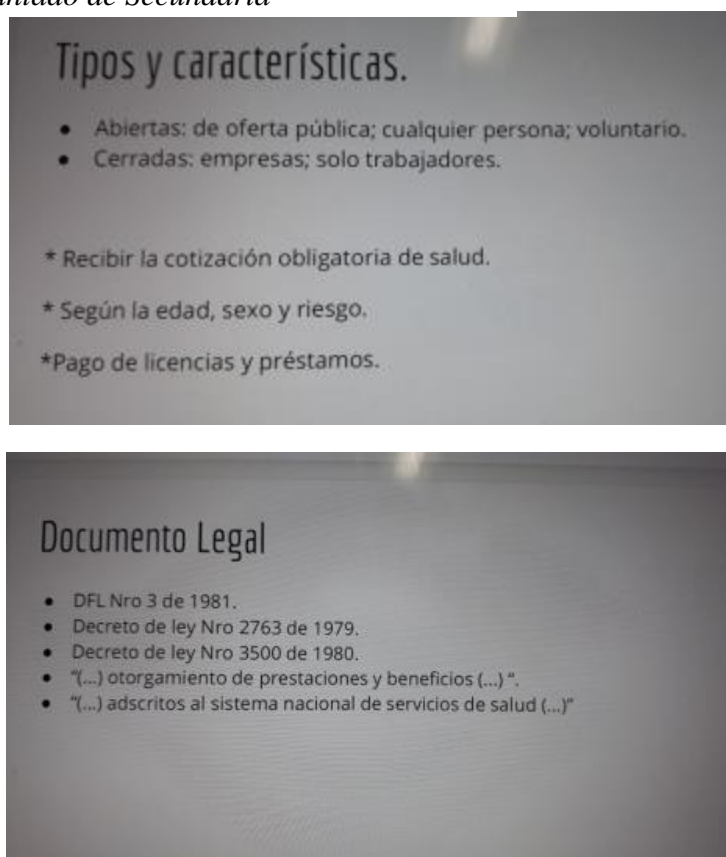 de Secundaria
Tipos y características.
• Abiertas: de oferta pública; cualquier persona; voluntario.
• Cerradas: empresas; solo trabajadores.
* Recibir la cotización obligatoria de salud.
* Según la edad, sexo y riesgo.
*Pago de licencias y préstamos.
Documento Legal
• DFL Nro 3 de 1981.
• Decreto de ley Nro 2763 de 1979.
• Decreto de ley Nro 3500 de 1980.
• "(...) otorgamiento de prestaciones y beneficios (...) ".
• "(...) adscritos al sistema nacional de servicios de salud (...)"